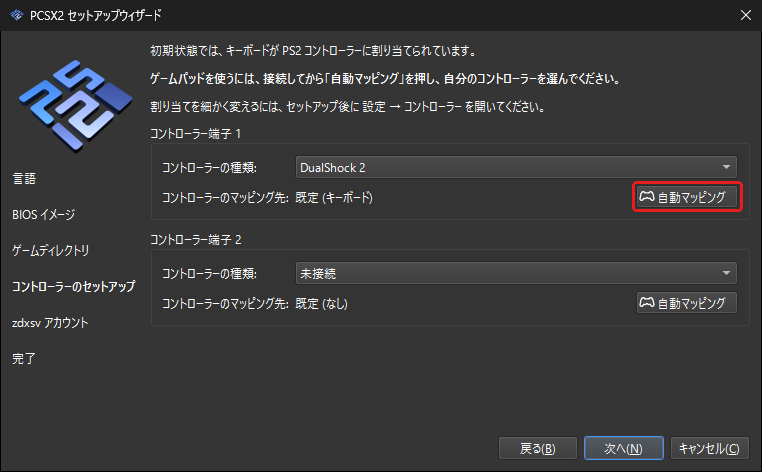 PCSX2 セットアップウィザード
初期状態では、キーボードが PS2 コントローラーに割り当てられています。
ゲームパッドを使うには、接続してから「自動マッピング」を押し、自分のコントローラーを選んでください。
割り当てを細かく変えるには、セットアップ後に 設定 → コントローラー を開いてください。
言語
BIOS イメージ
ゲームディレクトリ
コントローラーのセットアップ
zdxsv アカウント
完了
コントローラー端子 1
コントローラーの種類: DualShock 2
コントローラーのマッピング先: 既定 (キーボード) 自動マッピング
コントローラー端子 2
コントローラーの種類: 未接続
コントローラーのマッピング先: 既定 (なし) 自動マッピング
戻る(B) 次へ(N) キャンセル(C)